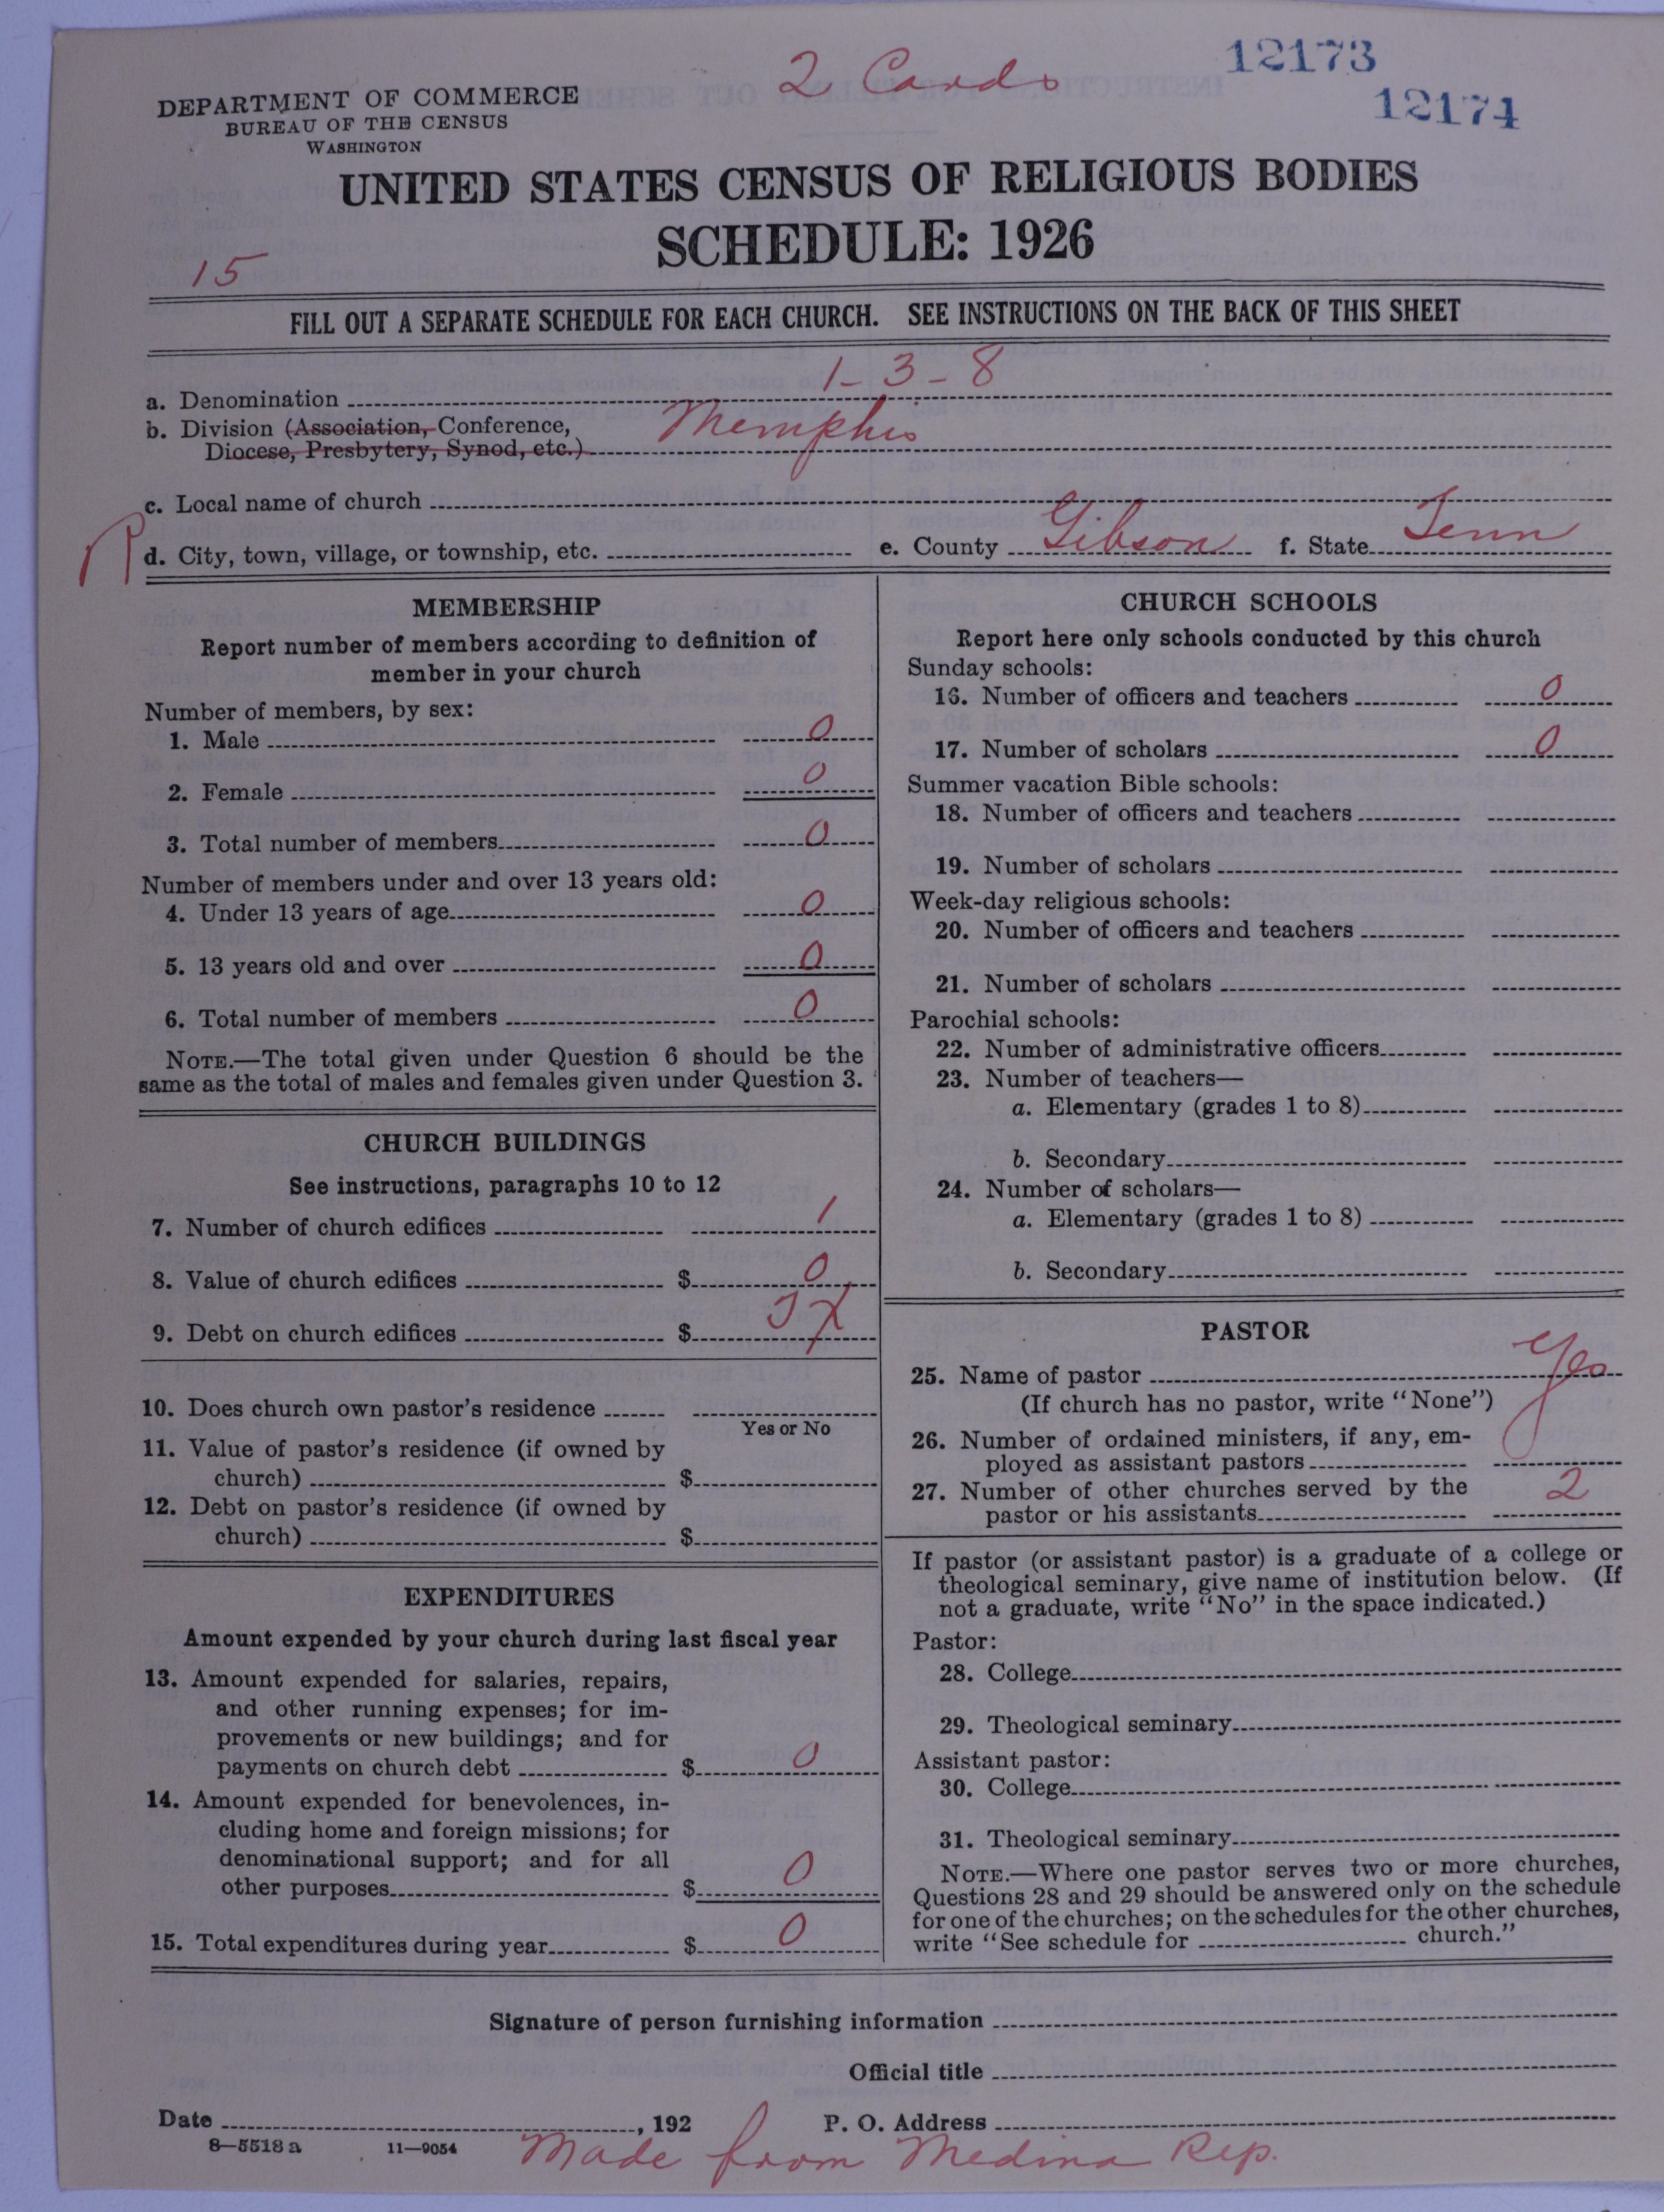 2 Cards
12173
12174
DEPARTMENT OF COMMERCE
BUREAU OF THE CENSUS
WASHINGTON
UNITED STATES CENSUS OF RELIGIOUS BODIES
SCHEDULE: 1926
15
FILL OUT A SEPARATE SCHEDULE FOR EACH CHURCH. SEE INSTRUCTIONS ON THE BACK OF THIS SHEET
a. Denomination 1-3-8
b. Division (Association, Conference, Memphis
Diocese, Presbytery, Synod, etc.)
c. Local name of church
R
d. City, town, village, or township, etc. e. County Gibson f. State Tenn
MEMBERSHIP
Report number of members according to definition of
member in your church
Number of members, by sex:
1. Male 0
2. Female 0
3. Total number of members 0
Number of members under and over 13 years old:
4. Under 13 years of age 0
5. 13 years old and over 0
6. Total number of members 0
NOTE.—The total given under Question 6 should be the
same as the total of males and females given under Question 3.
CHURCH BUILDINGS
See instructions, paragraphs 10 to 12
7. Number of church edifices 1
8. Value of church edifices $ 0
9. Debt on church edifices $
10. Does church own pastor's residence
Yes or No
11. Value of pastor's residence (if owned by
church) $
12. Debt on pastor's residence (if owned by
church) $
EXPENDITURES
Amount expended by your church during last fiscal year
13. Amount expended for salaries, repairs,
and other running expenses; for im-
provements or new buildings; and for
payments on church debt $ 0
14. Amount expended for benevolences, in-
cluding home and foreign missions; for
denominational support; and for all
other purposes $ 0
15. Total expenditures during year $ 0
CHURCH SCHOOLS
Report here only schools conducted by this church
Sunday schools:
16. Number of officers and teachers 0
17. Number of scholars 0
Summer vacation Bible schools:
18. Number of officers and teachers
19. Number of scholars
Week-day religious schools:
20. Number of officers and teachers
21. Number of scholars
Parochial schools:
22. Number of administrative officers
23. Number of teachers—
a. Elementary (grades 1 to 8)
b. Secondary
24. Number of scholars—
a. Elementary (grades 1 to 8)
b. Secondary
PASTOR
25. Name of pastor Yes
(If church has no pastor, write "None")
26. Number of ordained ministers, if any, em-
ployed as assistant pastors
27. Number of other churches served by the
pastor or his assistants 2
If pastor (or assistant pastor) is a graduate of a college or
theological seminary, give name of institution below. (If
not a graduate, write "No" in the space indicated.)
Pastor:
28. College
29. Theological seminary
Assistant pastor:
30. College
31. Theological seminary
NOTE.—Where one pastor serves two or more churches,
Questions 28 and 29 should be answered only on the schedule
for one of the churches; on the schedules for the other churches,
write "See schedule for church."
Signature of person furnishing information
Official title
Date , 192 P. O. Address
8—5518 a 11—9054
Made from Medina Rep.